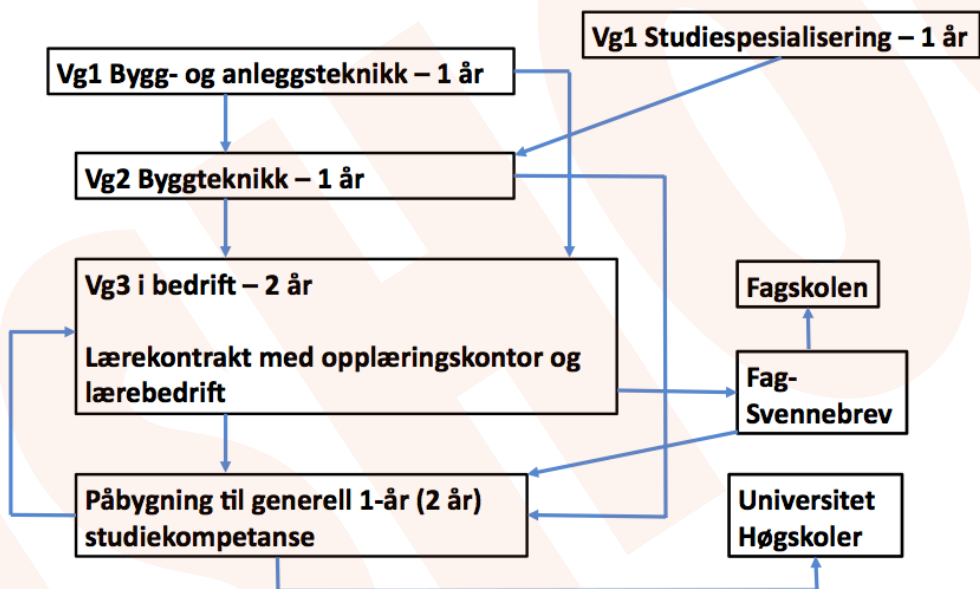 Vg1 Studiespesialisering – 1 år
Vg1 Bygg- og anleggsteknikk – 1 år
Vg2 Byggteknikk – 1 år
Vg3 i bedrift – 2 år
Lærekontrakt med opplæringskontor og
lærebedrift
Fagskolen
Fag-
Svennebrev
Påbygning til generell 1-år (2 år)
studiekompetanse
Universitet
Høgskoler